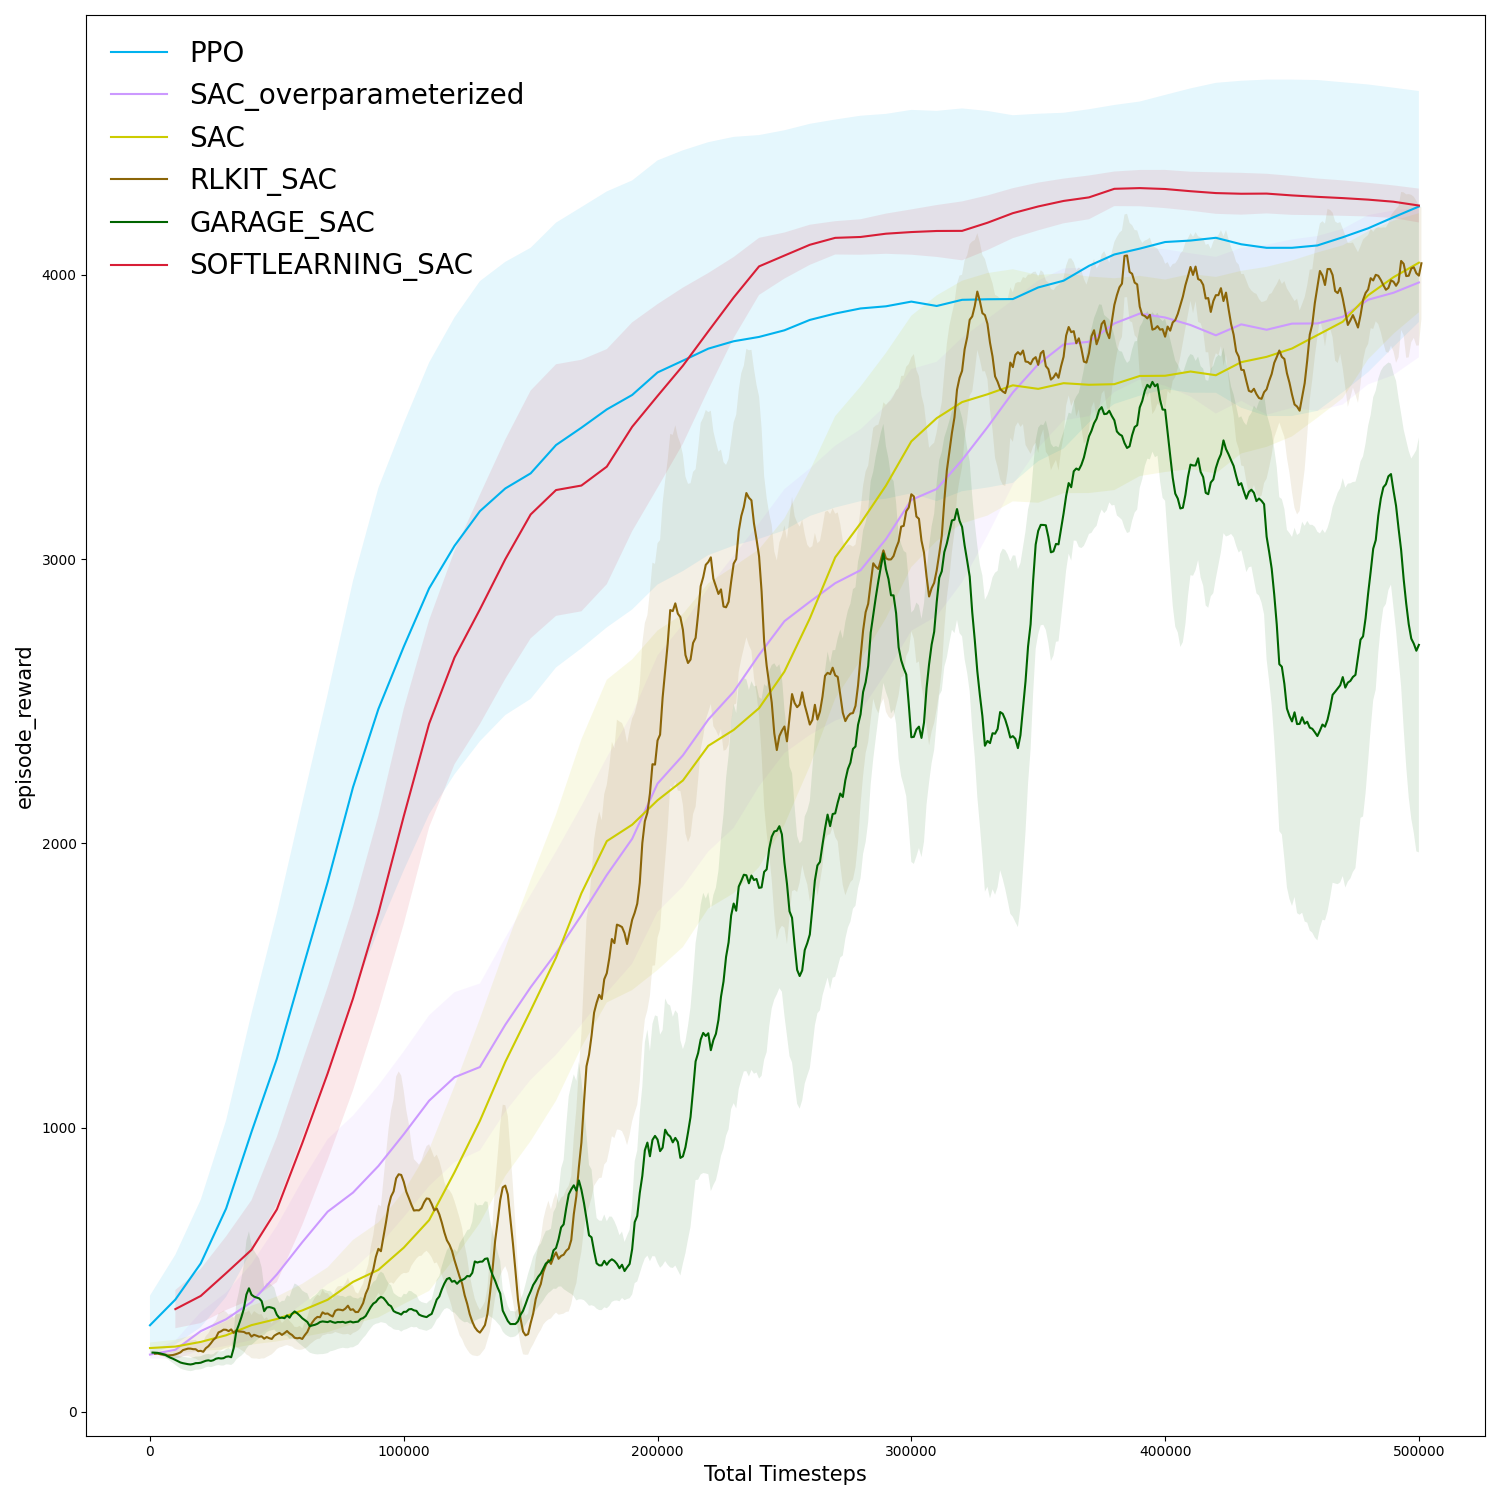 PPO
SAC_overparameterized
SAC
RLKIT_SAC
GARAGE_SAC
SOFTLEARNING_SAC
4000
3000
2000
1000
0
episode_reward
0 100000 200000 300000 400000 500000
Total Timesteps